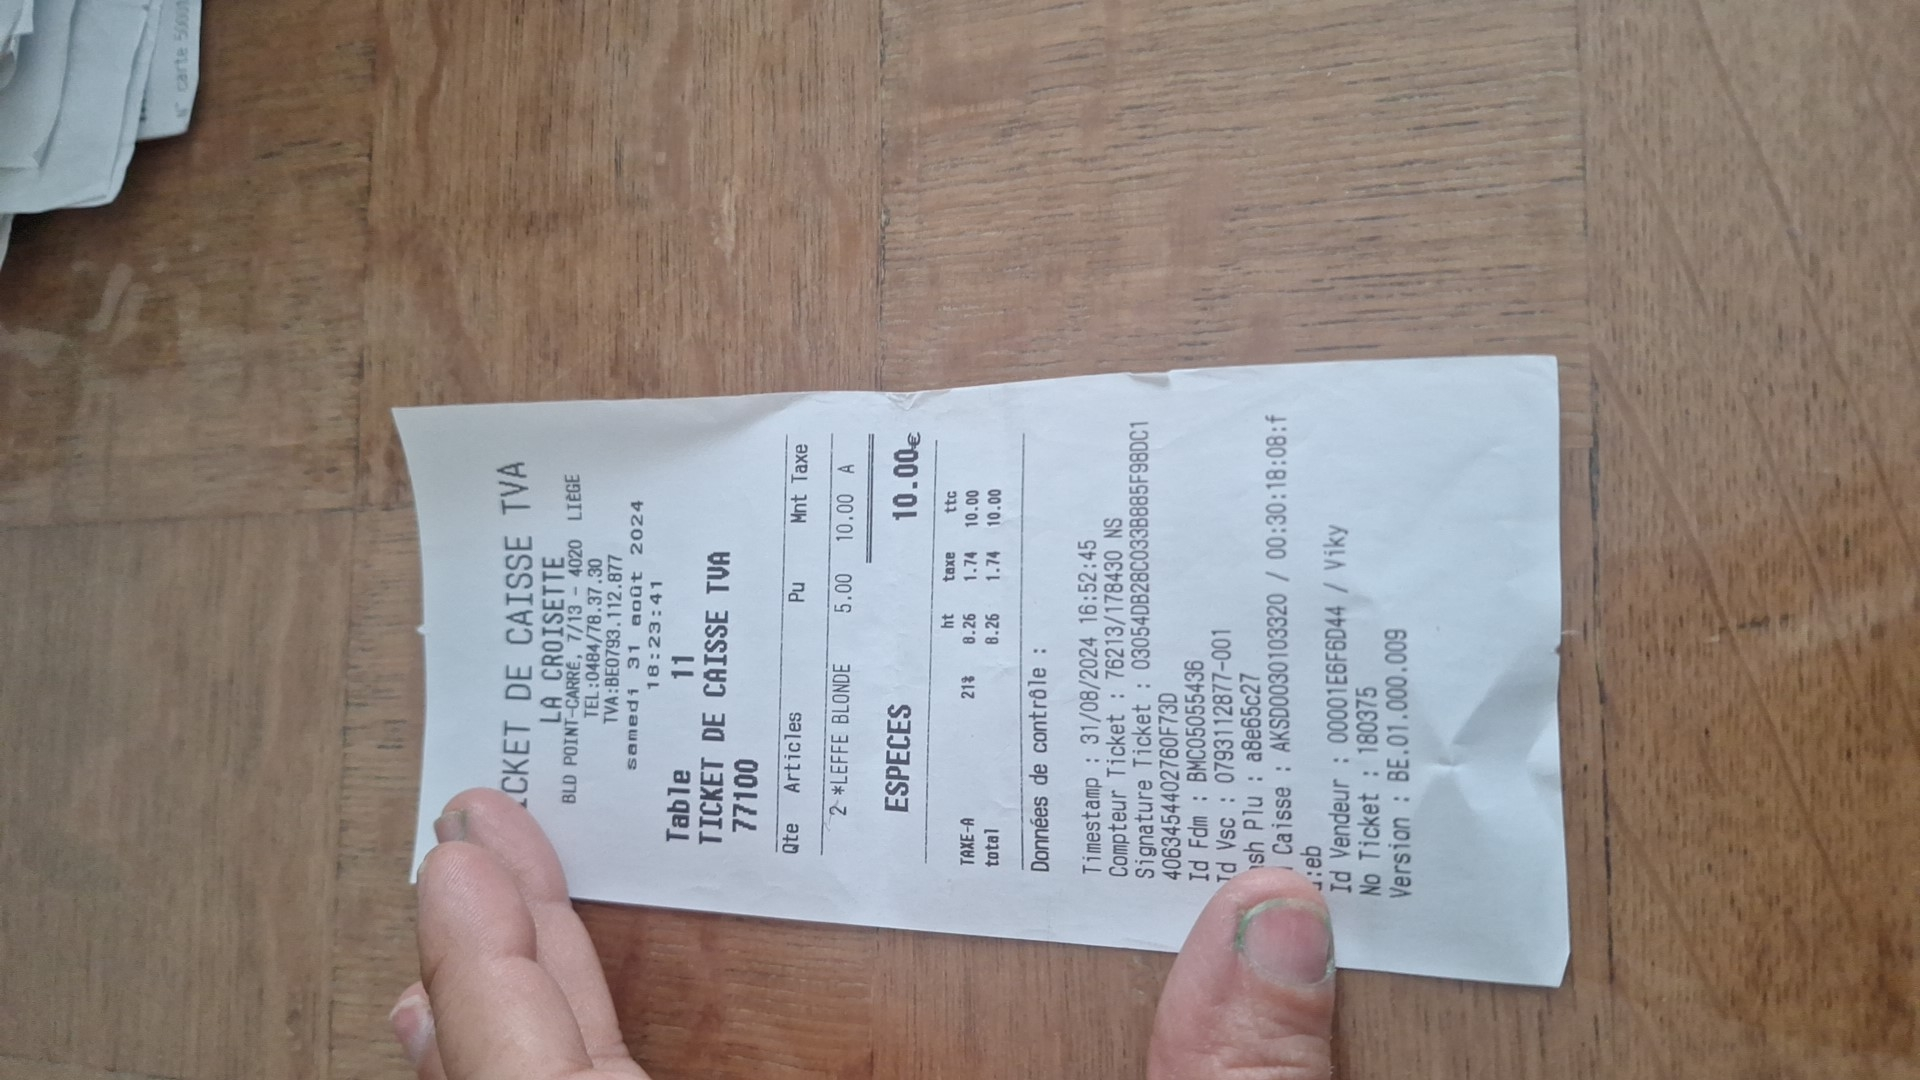 ICKET DE CAISSE TVA
LA CROISETTE
BLD POINT-CARRÉ, 7/13 - 4020 LIÈGE
TEL:0484/78.37.30
TVA:BE0793.112.877
samedi 31 août 2024
18:23:41
Table 11
TICKET DE CAISSE TVA
77100
Qte Articles Pu Mnt Taxe
2 *LEFFE BLONDE 5.00 10.00 A
ESPECES 10.00€
ht taxe ttc
TAXE-A 21% 8.26 1.74 10.00
total 8.26 1.74 10.00
Données de contrôle :
Timestamp : 31/08/2024 16:52:45
Compteur Ticket : 76213/178430 NS
Signature Ticket : 03054DB28C033B8B5F98DC1
4063454402760F73D
Id Fdm : BMC05055436
Id Vsc : 0793112877-001
sh Plu : a8e65c27
Caisse : AKSD00301003320 / 00:30:18:08:f
:eb
Id Vendeur : 00001E6F6D44 / Viky
No Ticket : 180375
Version : BE.01.000.009
N° carte